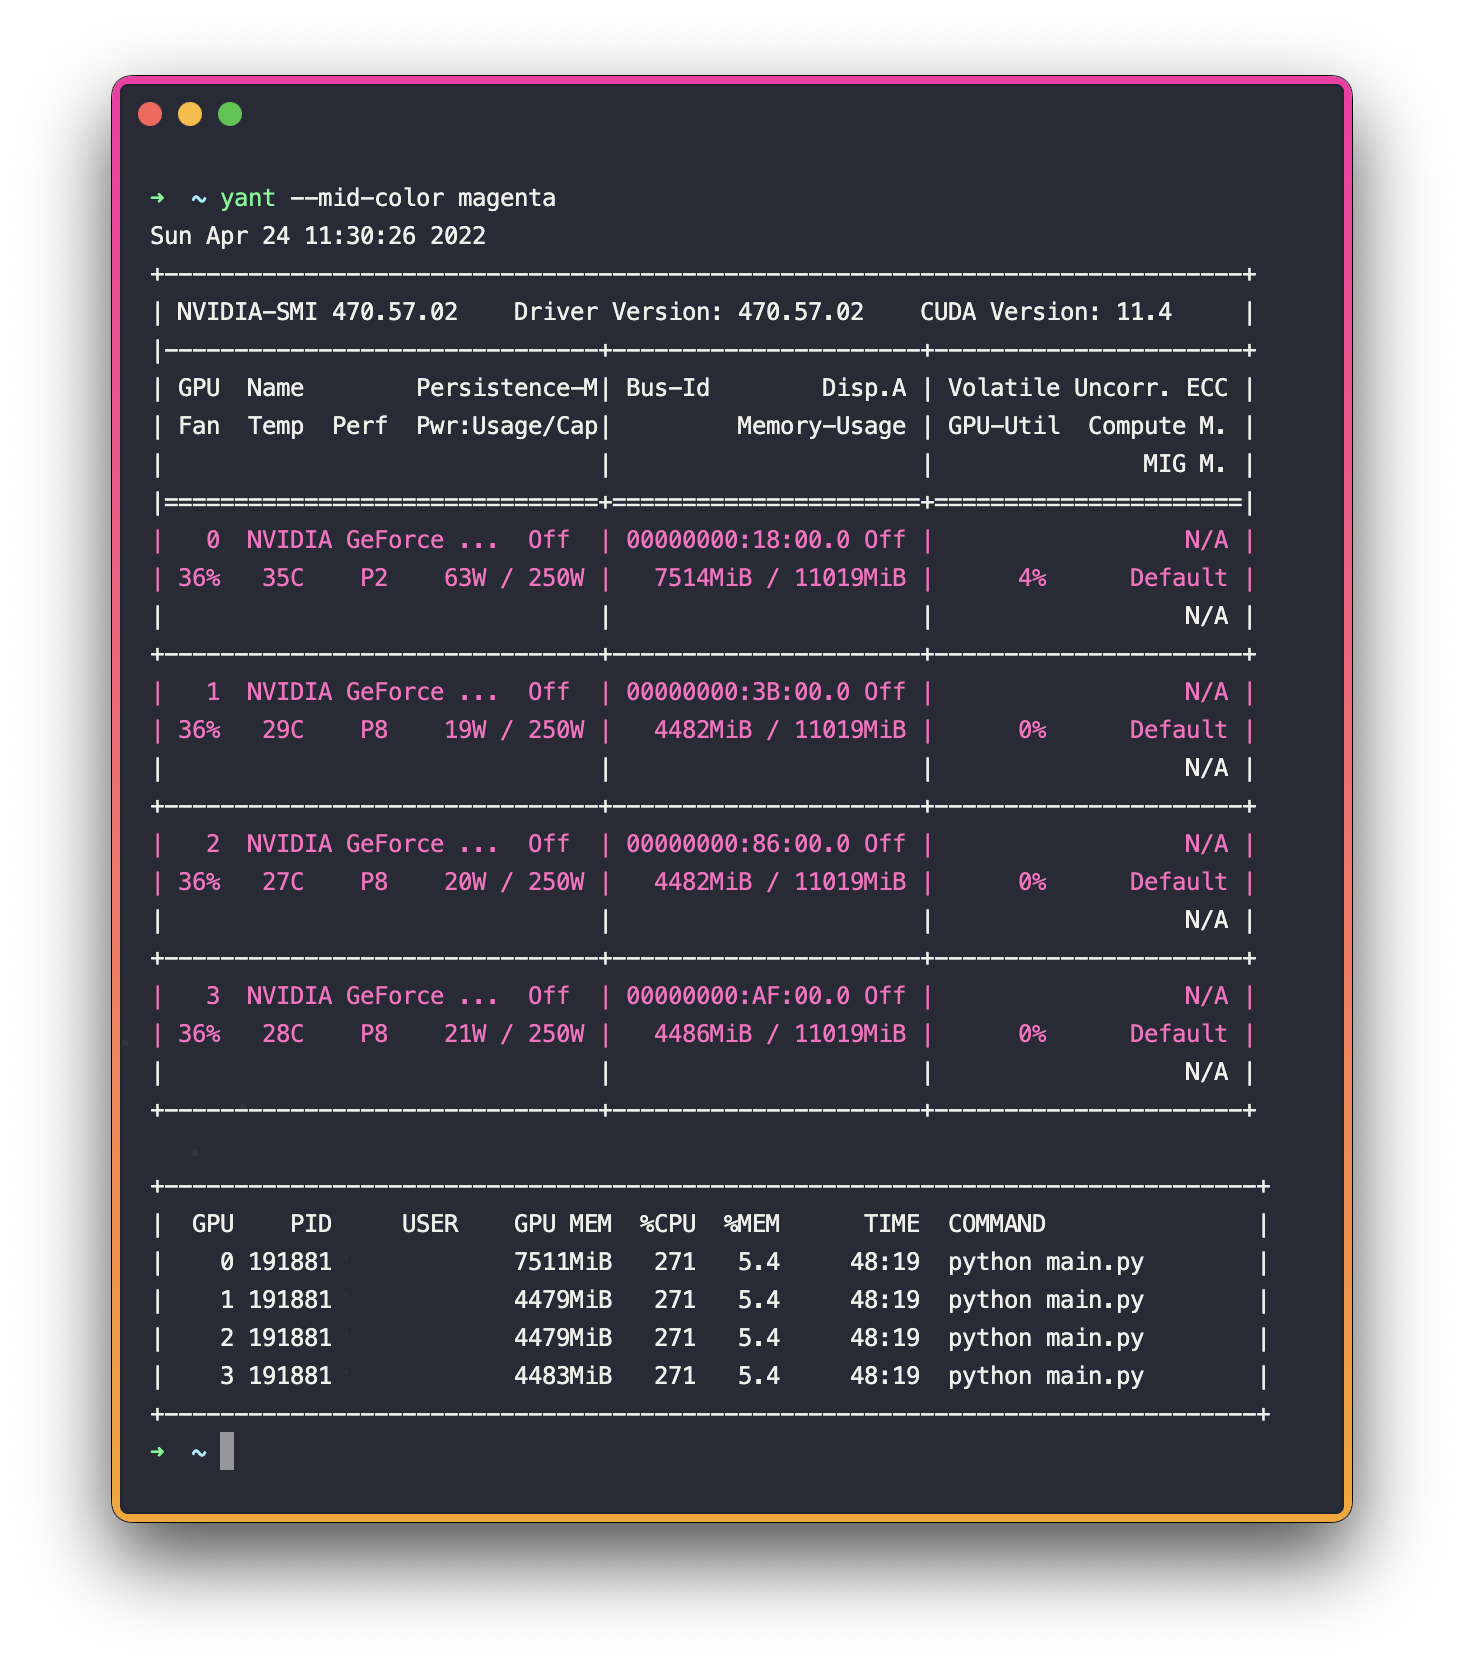 ➜  ~ yant --mid-color magenta
Sun Apr 24 11:30:26 2022
+------------------------------------------------------------------------------+
| NVIDIA-SMI 470.57.02    Driver Version: 470.57.02    CUDA Version: 11.4     |
|-------------------------------+----------------------+----------------------+
| GPU  Name        Persistence-M| Bus-Id        Disp.A | Volatile Uncorr. ECC |
| Fan  Temp  Perf  Pwr:Usage/Cap|         Memory-Usage | GPU-Util  Compute M. |
|                               |                      |               MIG M. |
|===============================+======================+======================|
|   0  NVIDIA GeForce ...  Off  | 00000000:18:00.0 Off |                  N/A |
| 36%   35C    P2    63W / 250W |   7514MiB / 11019MiB |      4%      Default |
|                               |                      |                  N/A |
+-------------------------------+----------------------+----------------------+
|   1  NVIDIA GeForce ...  Off  | 00000000:3B:00.0 Off |                  N/A |
| 36%   29C    P8    19W / 250W |   4482MiB / 11019MiB |      0%      Default |
|                               |                      |                  N/A |
+-------------------------------+----------------------+----------------------+
|   2  NVIDIA GeForce ...  Off  | 00000000:86:00.0 Off |                  N/A |
| 36%   27C    P8    20W / 250W |   4482MiB / 11019MiB |      0%      Default |
|                               |                      |                  N/A |
+-------------------------------+----------------------+----------------------+
|   3  NVIDIA GeForce ...  Off  | 00000000:AF:00.0 Off |                  N/A |
| 36%   28C    P8    21W / 250W |   4486MiB / 11019MiB |      0%      Default |
|                               |                      |                  N/A |
+-------------------------------+----------------------+----------------------+
+------------------------------------------------------------------------------+
|  GPU    PID     USER    GPU MEM  %CPU  %MEM      TIME  COMMAND               |
|    0 191881             7511MiB   271   5.4     48:19  python main.py        |
|    1 191881             4479MiB   271   5.4     48:19  python main.py        |
|    2 191881             4479MiB   271   5.4     48:19  python main.py        |
|    3 191881             4483MiB   271   5.4     48:19  python main.py        |
+------------------------------------------------------------------------------+
➜  ~